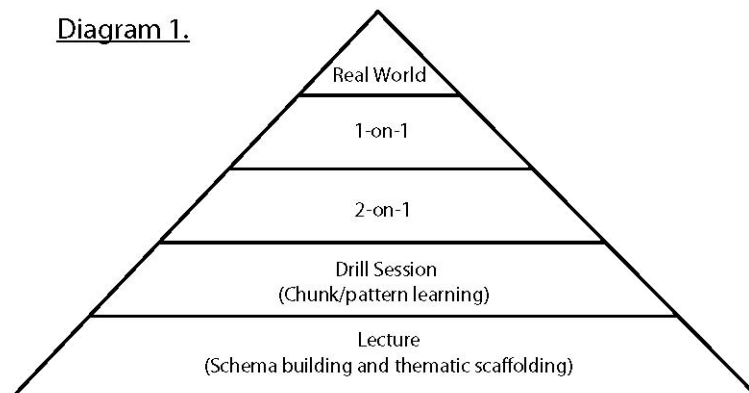 Diagram 1.
Real World
1-on-1
2-on-1
Drill Session
(Chunk/pattern learning)
Lecture
(Schema building and thematic scaffolding)